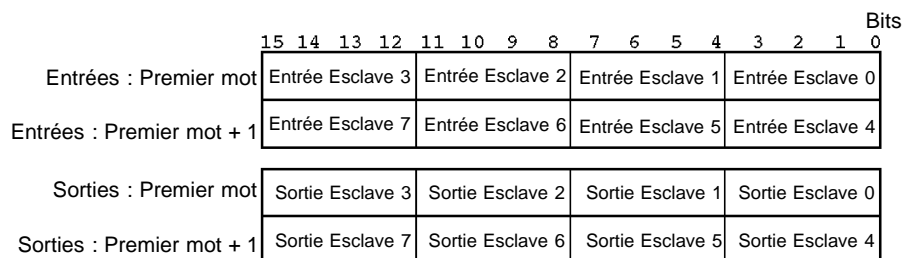 Bits
15 14 13 12 11 10 9 8 7 6 5 4 3 2 1 0
Entrées : Premier mot Entrée Esclave 3 Entrée Esclave 2 Entrée Esclave 1 Entrée Esclave 0
Entrées : Premier mot + 1 Entrée Esclave 7 Entrée Esclave 6 Entrée Esclave 5 Entrée Esclave 4
Sorties : Premier mot Sortie Esclave 3 Sortie Esclave 2 Sortie Esclave 1 Sortie Esclave 0
Sorties : Premier mot + 1 Sortie Esclave 7 Sortie Esclave 6 Sortie Esclave 5 Sortie Esclave 4